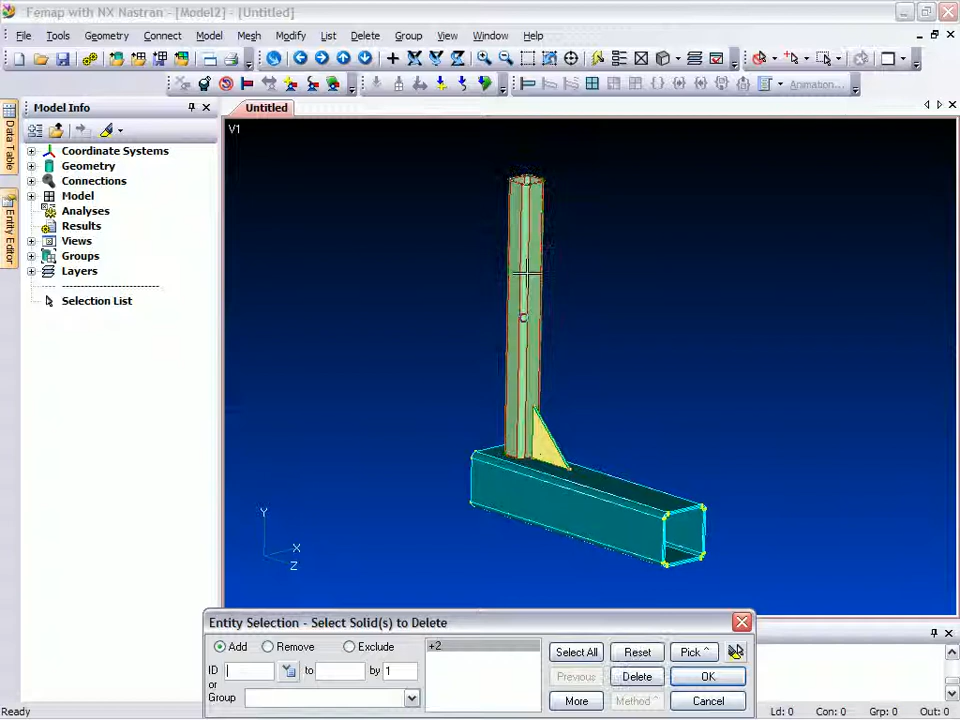 Femap with NX Nastran - [Model2] - [Untitled]
File Tools Geometry Connect Model Mesh Modify List Delete Group View Window Help
Animation...
Model Info
Untitled
Data Table
Entity Editor
V1
Coordinate Systems
Geometry
Connections
Model
Analyses
Results
Views
Groups
Layers
Selection List
Y
X
Z
Entity Selection - Select Solid(s) to Delete
Add Remove Exclude
+2
Select All Reset Pick ^
ID to by 1
Previous Delete OK
or
Group
More Method ^ Cancel
Ready
Ld: 0 Con: 0 Grp: 0 Out: 0